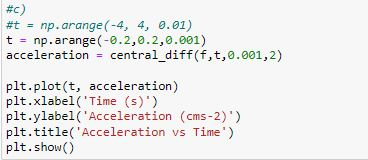 #c)
#t = np.arange(-4, 4, 0.01)
t = np.arange(-0.2,0.2,0.001)
acceleration = central_diff(f,t,0.001,2)
plt.plot(t, acceleration)
plt.xlabel('Time (s)')
plt.ylabel('Acceleration (cms-2)')
plt.title('Acceleration vs Time')
plt.show()